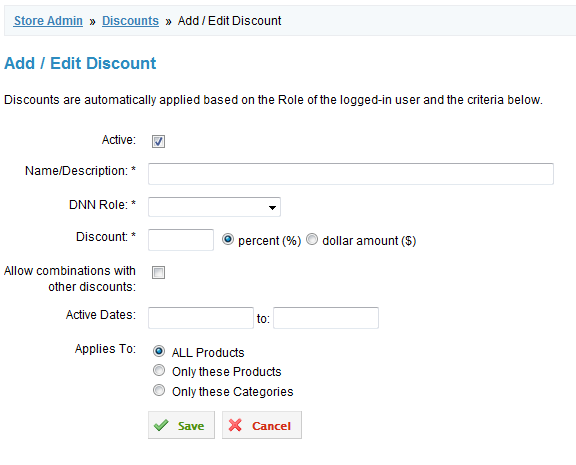 Store Admin » Discounts » Add / Edit Discount
Add / Edit Discount
Discounts are automatically applied based on the Role of the logged-in user and the criteria below.
Active:
Name/Description: *
DNN Role: *
Discount: * percent (%) dollar amount ($)
Allow combinations with
other discounts:
Active Dates: to:
Applies To: ALL Products
Only these Products
Only these Categories
Save Cancel